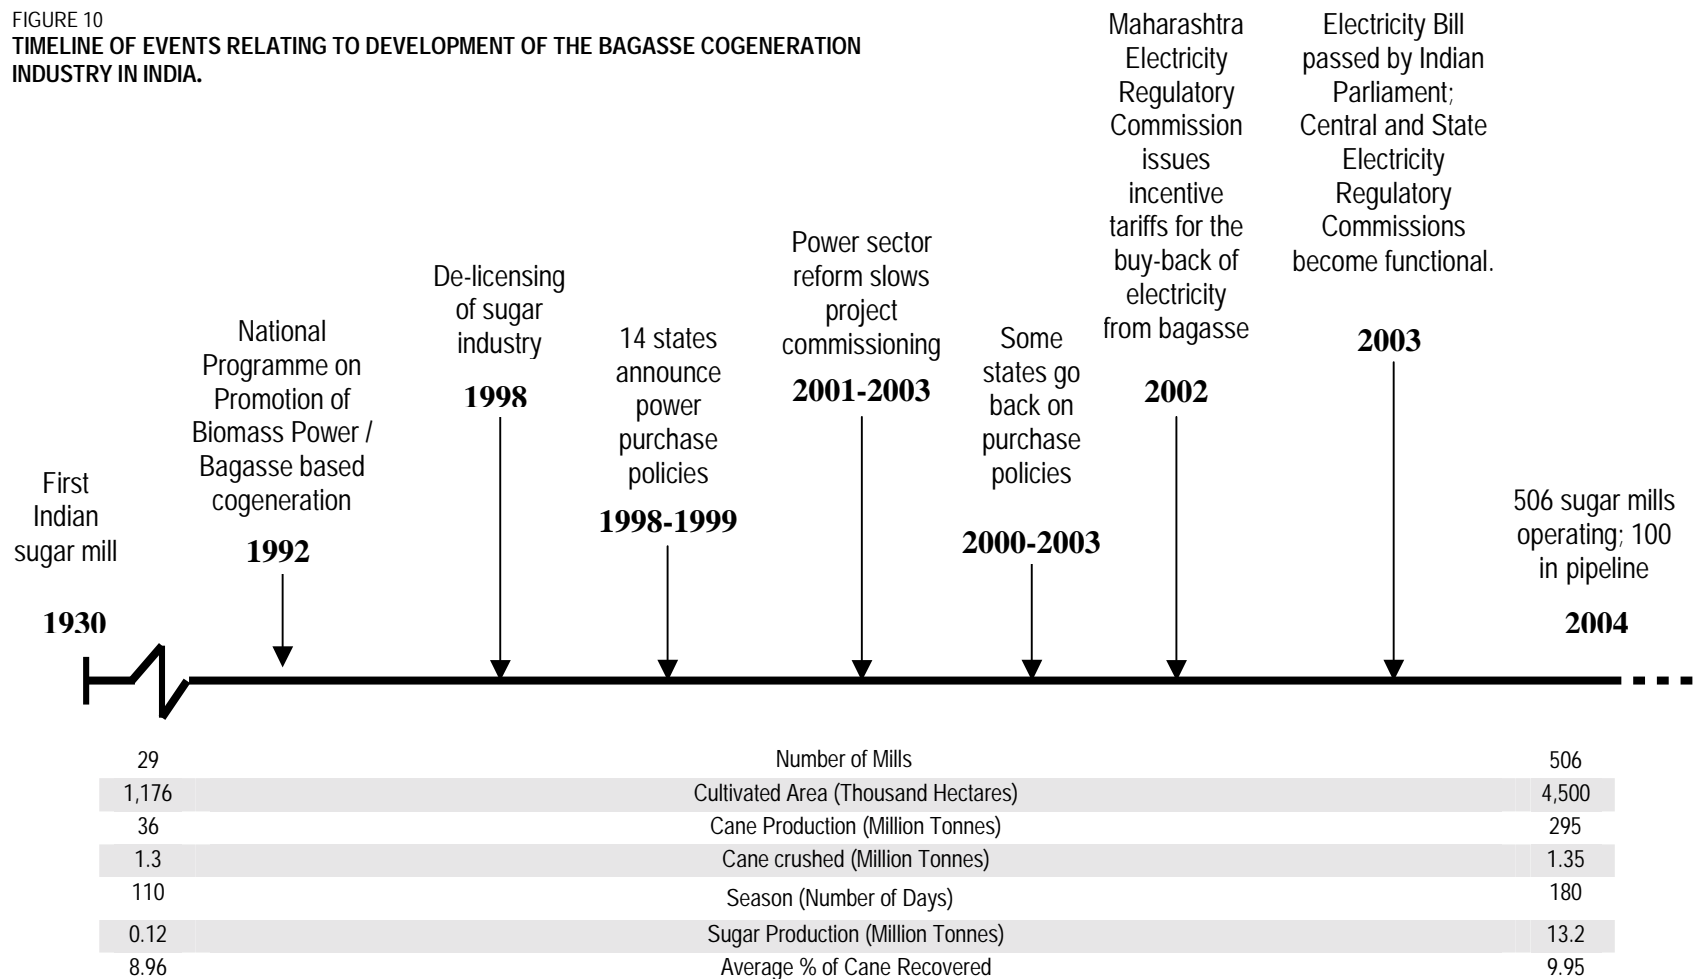 FIGURE 10
TIMELINE OF EVENTS RELATING TO DEVELOPMENT OF THE BAGASSE COGENERATION
INDUSTRY IN INDIA.
First
Indian
sugar mill
1930
National
Programme on
Promotion of
Biomass Power /
Bagasse based
cogeneration
1992
De-licensing
of sugar
industry
1998
14 states
announce
power
purchase
policies
1998-1999
Power sector
reform slows
project
commissioning
2001-2003
Some
states go
back on
purchase
policies
2000-2003
Maharashtra
Electricity
Regulatory
Commission
issues
incentive
tariffs for the
buy-back of
electricity
from bagasse
2002
Electricity Bill
passed by Indian
Parliament;
Central and State
Electricity
Regulatory
Commissions
become functional.
2003
506 sugar mills
operating; 100
in pipeline
2004
29 Number of Mills 506
1,176 Cultivated Area (Thousand Hectares) 4,500
36 Cane Production (Million Tonnes) 295
1.3 Cane crushed (Million Tonnes) 1.35
110 Season (Number of Days) 180
0.12 Sugar Production (Million Tonnes) 13.2
8.96 Average % of Cane Recovered 9.95